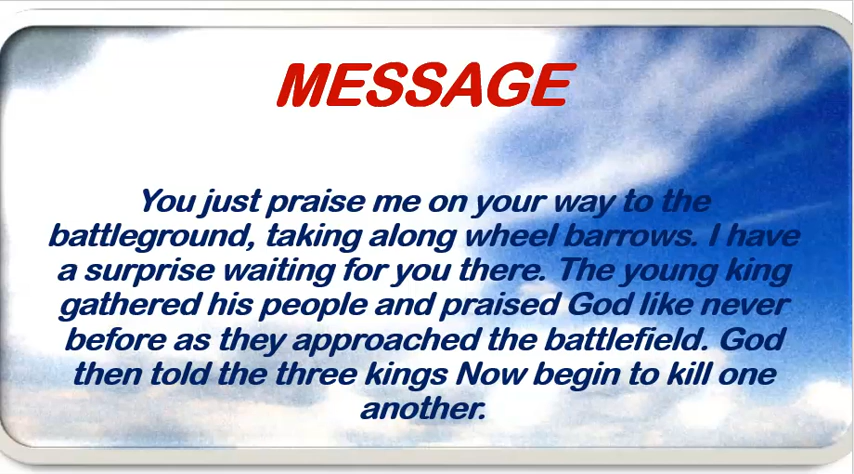 MESSAGE
You just praise me on your way to the
battleground, taking along wheel barrows. I have
a surprise waiting for you there. The young king
gathered his people and praised God like never
before as they approached the battlefield. God
then told the three kings Now begin to kill one
another.